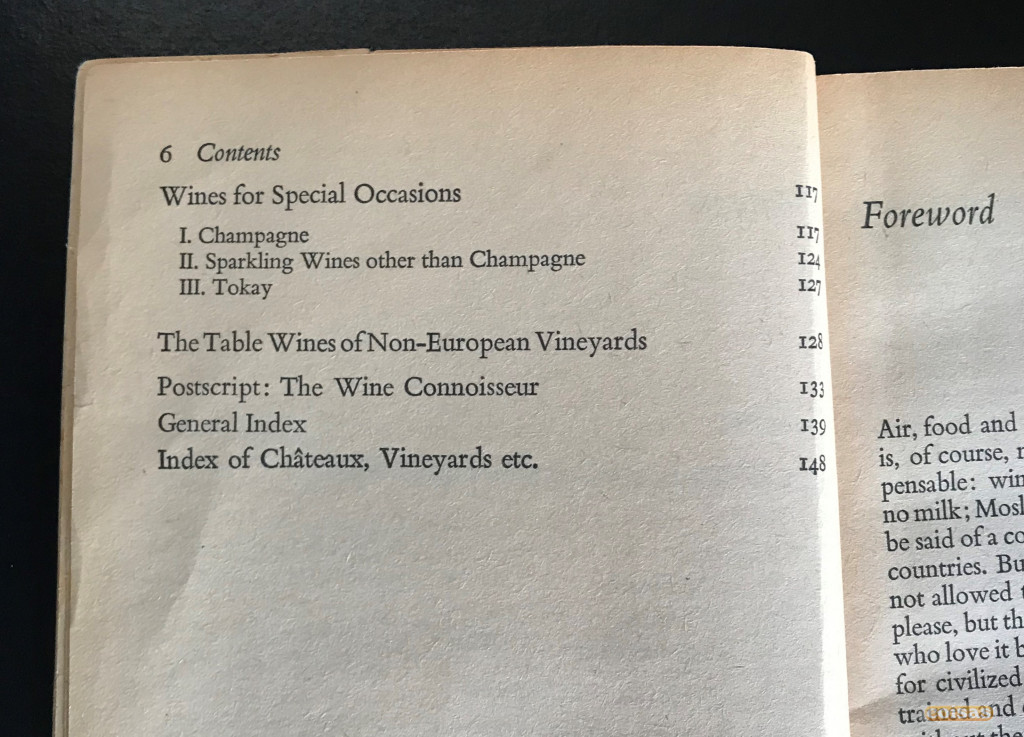 6 Contents
Wines for Special Occasions 117
I. Champagne 117
II. Sparkling Wines other than Champagne 124
III. Tokay 127
The Table Wines of Non-European Vineyards 128
Postscript: The Wine Connoisseur 133
General Index 139
Index of Châteaux, Vineyards etc. 148
Foreword
Air, food and
is, of course,
pensable: win
no milk; Mosl
be said of a co
countries. Bu
not allowed
please, but th
who love it b
for civilized
trained and